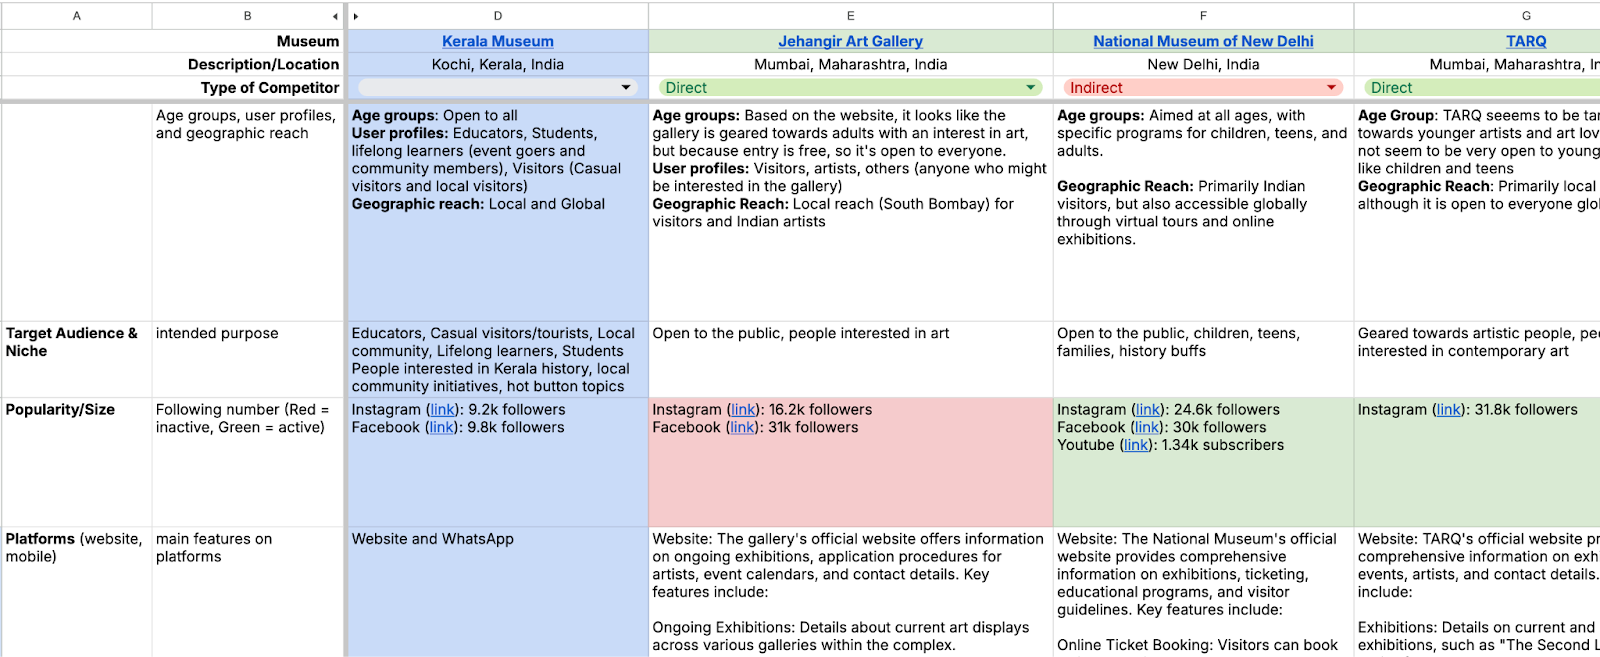 A B D E F G
Museum Kerala Museum Jehangir Art Gallery National Museum of New Delhi TARQ
Description/Location Kochi, Kerala, India Mumbai, Maharashtra, India New Delhi, India Mumbai, Maharashtra, In
Type of Competitor Direct Indirect Direct
Age groups, user profiles,
and geographic reach
Age groups: Open to all
User profiles: Educators, Students,
lifelong learners (event goers and
community members), Visitors (Casual
visitors and local visitors)
Geographic reach: Local and Global
Age groups: Based on the website, it looks like the
gallery is geared towards adults with an interest in art,
but because entry is free, so it's open to everyone.
User profiles: Visitors, artists, others (anyone who might
be interested in the gallery)
Geographic Reach: Local reach (South Bombay) for
visitors and Indian artists
Age groups: Aimed at all ages, with
specific programs for children, teens, and
adults.
Geographic Reach: Primarily Indian
visitors, but also accessible globally
through virtual tours and online
exhibitions.
Age Group: TARQ seeems to be tar
towards younger artists and art lov
not seem to be very open to young
like children and teens
Geographic Reach: Primarily local
although it is open to everyone glol
Target Audience &
Niche
intended purpose
Educators, Casual visitors/tourists, Local
community, Lifelong learners, Students
People interested in Kerala history, local
community initiatives, hot button topics
Open to the public, people interested in art
Open to the public, children, teens,
families, history buffs
Geared towards artistic people, peo
interested in contemporary art
Popularity/Size
Following number (Red =
inactive, Green = active)
Instagram (link): 9.2k followers
Facebook (link): 9.8k followers
Instagram (link): 16.2k followers
Facebook (link): 31k followers
Instagram (link): 24.6k followers
Facebook (link): 30k followers
Youtube (link): 1.34k subscribers
Instagram (link): 31.8k followers
Platforms (website,
mobile)
main features on
platforms
Website and WhatsApp
Website: The gallery's official website offers information
on ongoing exhibitions, application procedures for
artists, event calendars, and contact details. Key
features include:
Ongoing Exhibitions: Details about current art displays
across various galleries within the complex.
Website: The National Museum's official
website provides comprehensive
information on exhibitions, ticketing,
educational programs, and visitor
guidelines. Key features include:
Online Ticket Booking: Visitors can book
Website: TARQ's official website pr
comprehensive information on exh
events, artists, and contact details.
include:
Exhibitions: Details on current and
exhibitions, such as "The Second L